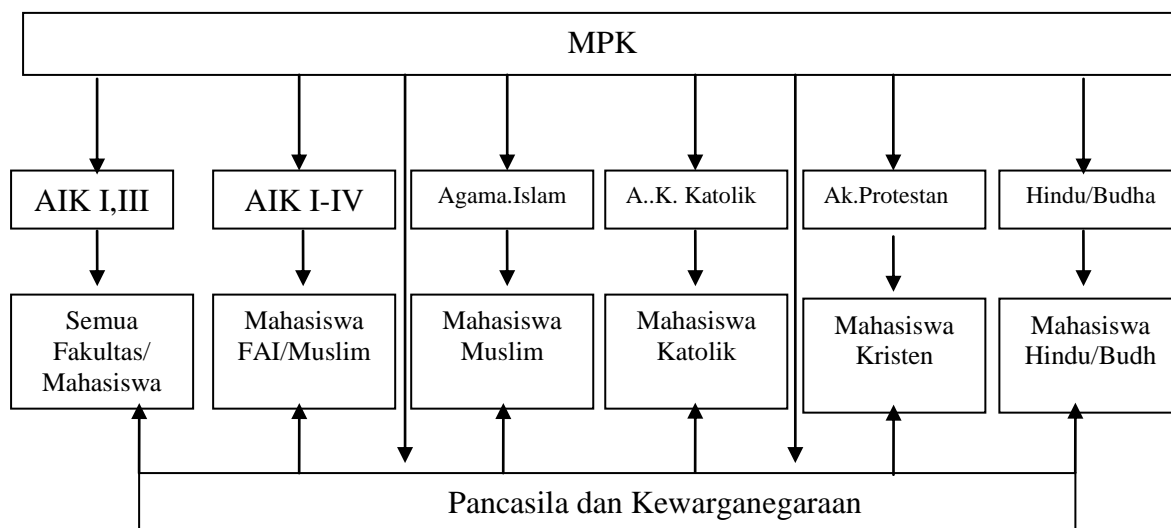 MPK
AIK I,III
AIK I-IV
Agama.Islam
A..K. Katolik
Ak.Protestan
Hindu/Budha
Semua
Fakultas/
Mahasiswa
Mahasiswa
FAI/Muslim
Mahasiswa
Muslim
Mahasiswa
Katolik
Mahasiswa
Kristen
Mahasiswa
Hindu/Budh
Pancasila dan Kewarganegaraan